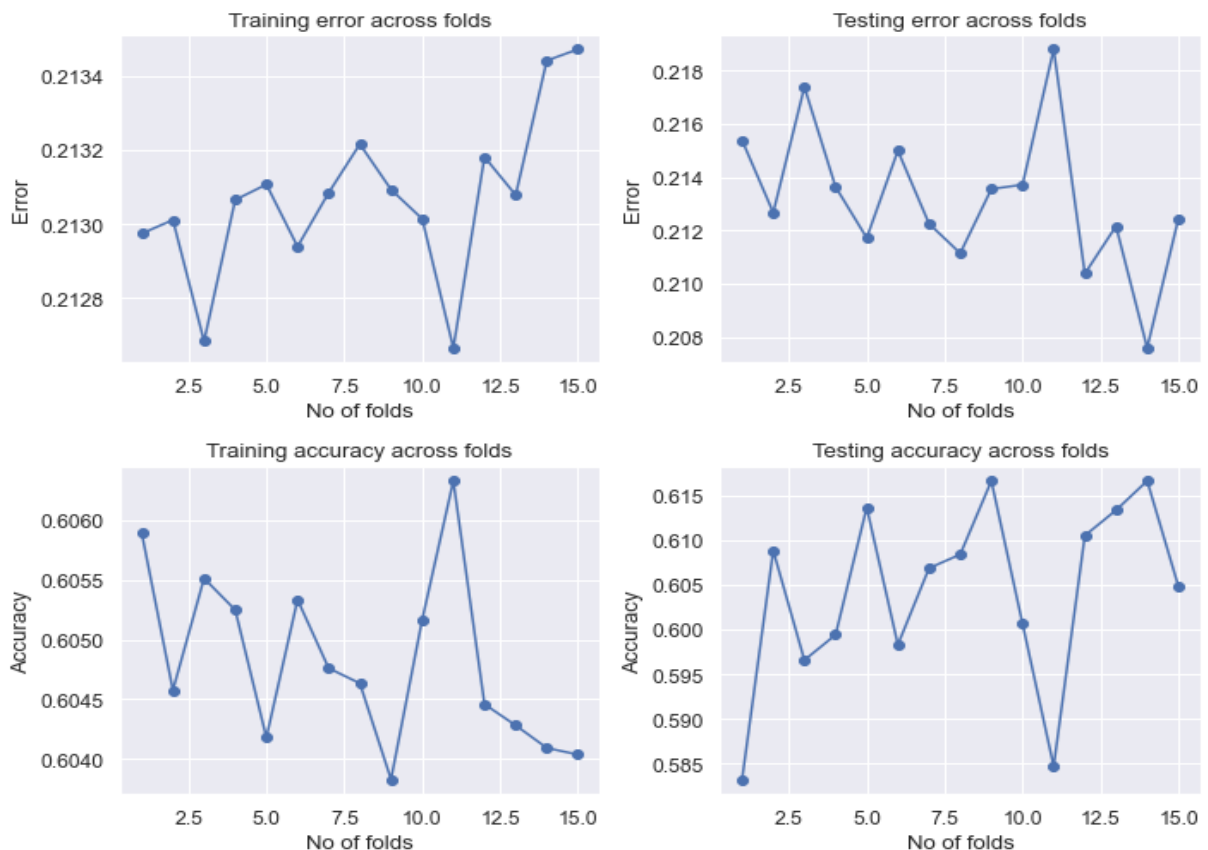 Training error across folds
0.2134
0.2132
0.2130
0.2128
Error
2.5 5.0 7.5 10.0 12.5 15.0
No of folds
Testing error across folds
0.218
0.216
0.214
0.212
0.210
0.208
Error
2.5 5.0 7.5 10.0 12.5 15.0
No of folds
Training accuracy across folds
0.6060
0.6055
0.6050
0.6045
0.6040
Accuracy
2.5 5.0 7.5 10.0 12.5 15.0
No of folds
Testing accuracy across folds
0.615
0.610
0.605
0.600
0.595
0.590
0.585
Accuracy
2.5 5.0 7.5 10.0 12.5 15.0
No of folds